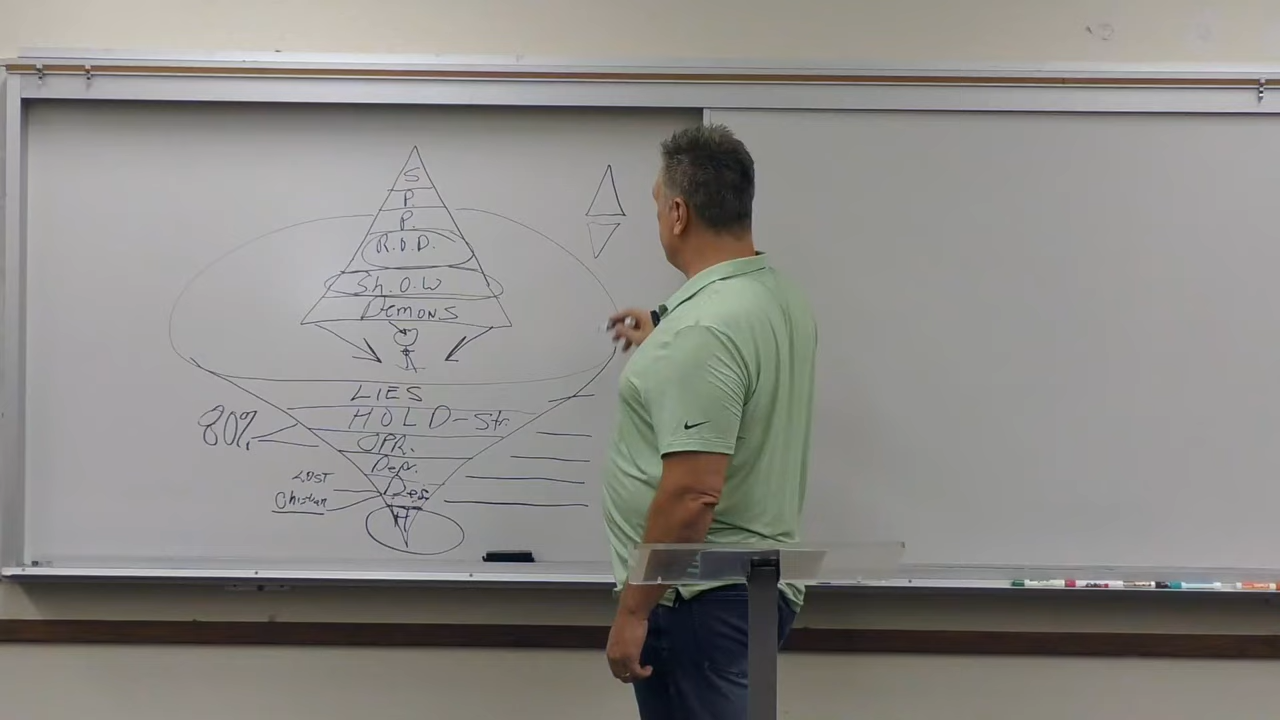 S
P.
P.
R.O.D.
Sh.O.W
DEMONS
LIES
HOLD-Str.
80%
OPR.
Dep.
LOST
Des.
Christian
H